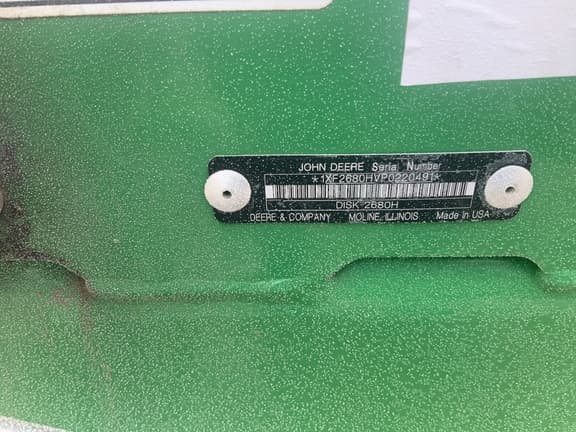 JOHN DEERE Serial Number
*1XF2680HVP0220491*
DISK 2680H
DEERE & COMPANY MOLINE, ILLINOIS Made in USA